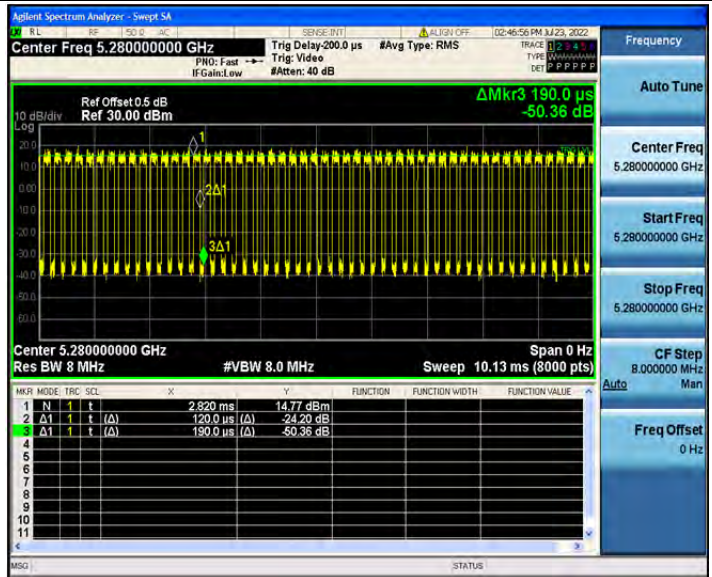 Agilent Spectrum Analyzer - Swept SA
RL RF 50 Ω AC SENSE:INT ALIGN OFF 02:46:56 PM Jul 23, 2022
Center Freq 5.280000000 GHz
PNO: Fast
IFGain:Low
Trig Delay-200.0 µs
Trig: Video
#Atten: 40 dB
#Avg Type: RMS
TRACE 1 2 3 4 5 6
TYPE
DET P P P P P P
Frequency
ΔMkr3 190.0 µs
-50.36 dB
Ref Offset 0.5 dB
10 dB/div Ref 30.00 dBm
Log
20.0
10.0
0.00
-10.0
-20.0
-30.0
-40.0
-50.0
-60.0
1
2Δ1
3Δ1
Center 5.280000000 GHz Span 0 Hz
Res BW 8 MHz #VBW 8.0 MHz Sweep 10.13 ms (8000 pts)
MKR MODE TRC SCL X Y FUNCTION FUNCTION WIDTH FUNCTION VALUE
1 N 1 t 2.820 ms 14.77 dBm
2 Δ1 1 t (Δ) 120.0 µs (Δ) -24.20 dB
3 Δ1 1 t (Δ) 190.0 µs (Δ) -50.36 dB
4
5
6
7
8
9
10
11
MSG STATUS
Auto Tune
Center Freq
5.280000000 GHz
Start Freq
5.280000000 GHz
Stop Freq
5.280000000 GHz
CF Step
8.000000 MHz
Auto Man
Freq Offset
0 Hz